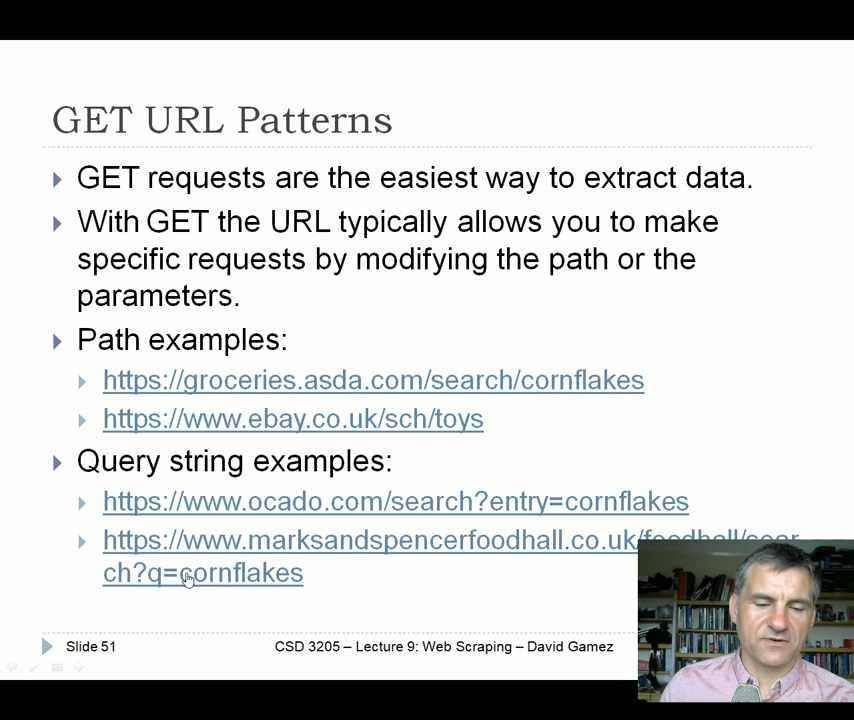 GET URL Patterns
GET requests are the easiest way to extract data.
With GET the URL typically allows you to make
specific requests by modifying the path or the
parameters.
Path examples:
https://groceries.asda.com/search/cornflakes
https://www.ebay.co.uk/sch/toys
Query string examples:
https://www.ocado.com/search?entry=cornflakes
https://www.marksandspencerfoodhall.co.uk/foodhall/sear
ch?q=cornflakes
Slide 51
CSD 3205 – Lecture 9: Web Scraping – David Gamez